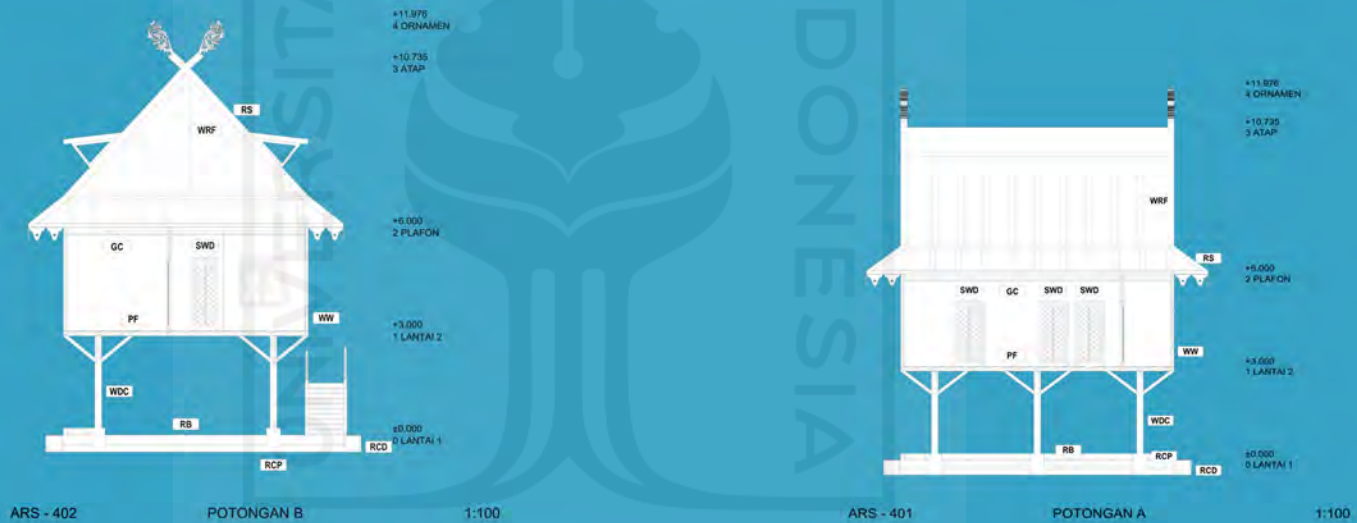 +11.976
4 ORNAMEN
+10.735
3 ATAP
RS
WRF
+6.000
2 PLAFON
GC
SWD
PF
WW
+3.000
1 LANTAI 2
WDC
RB
±0.000
0 LANTAI 1
RCD
RCP
ARS - 402
POTONGAN B
1:100
+11.976
4 ORNAMEN
+10.735
3 ATAP
WRF
RS
+6.000
2 PLAFON
SWD
GC
SWD
SWD
PF
WW
+3.000
1 LANTAI 2
WDC
RB
RCP
±0.000
0 LANTAI 1
RCD
ARS - 401
POTONGAN A
1:100
DONESIA